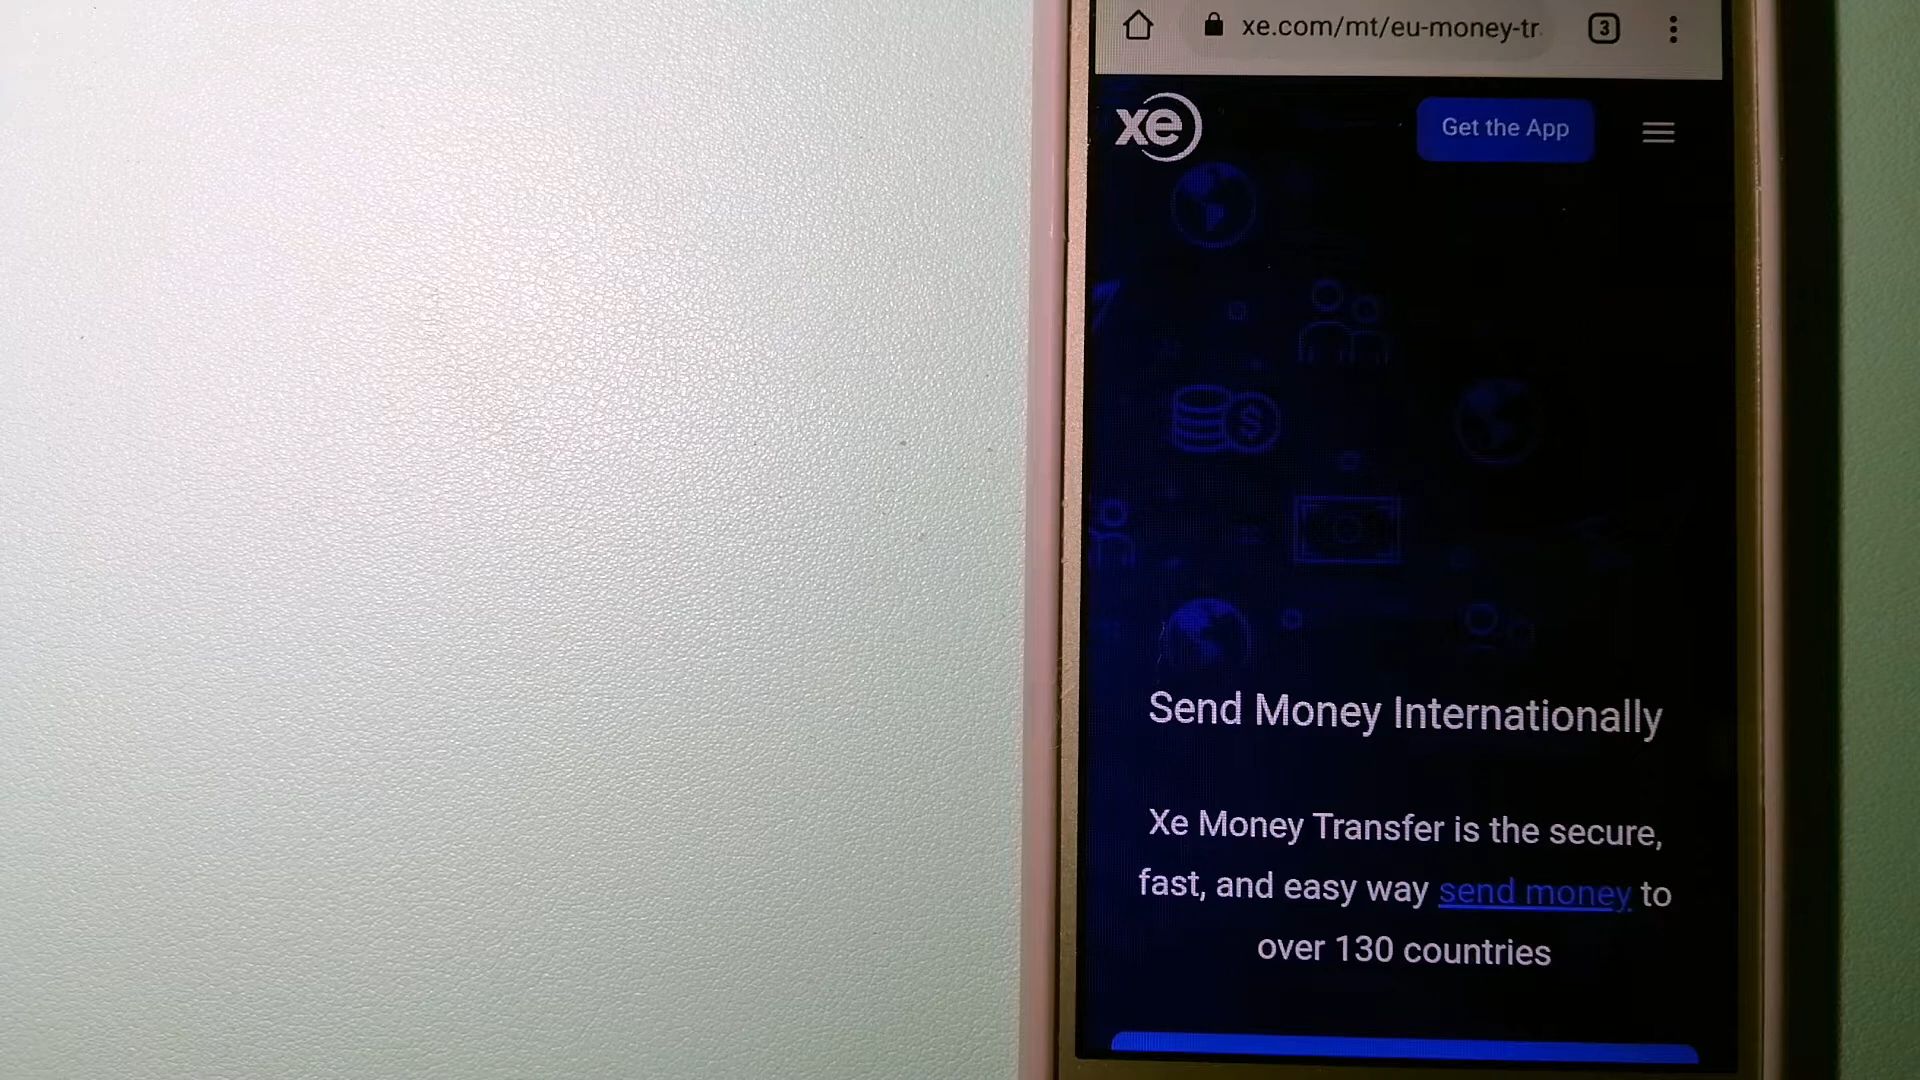 xe.com/mt/eu-money-tr
3
xe
Get the App
Send Money Internationally
Xe Money Transfer is the secure,
fast, and easy way send money to
over 130 countries